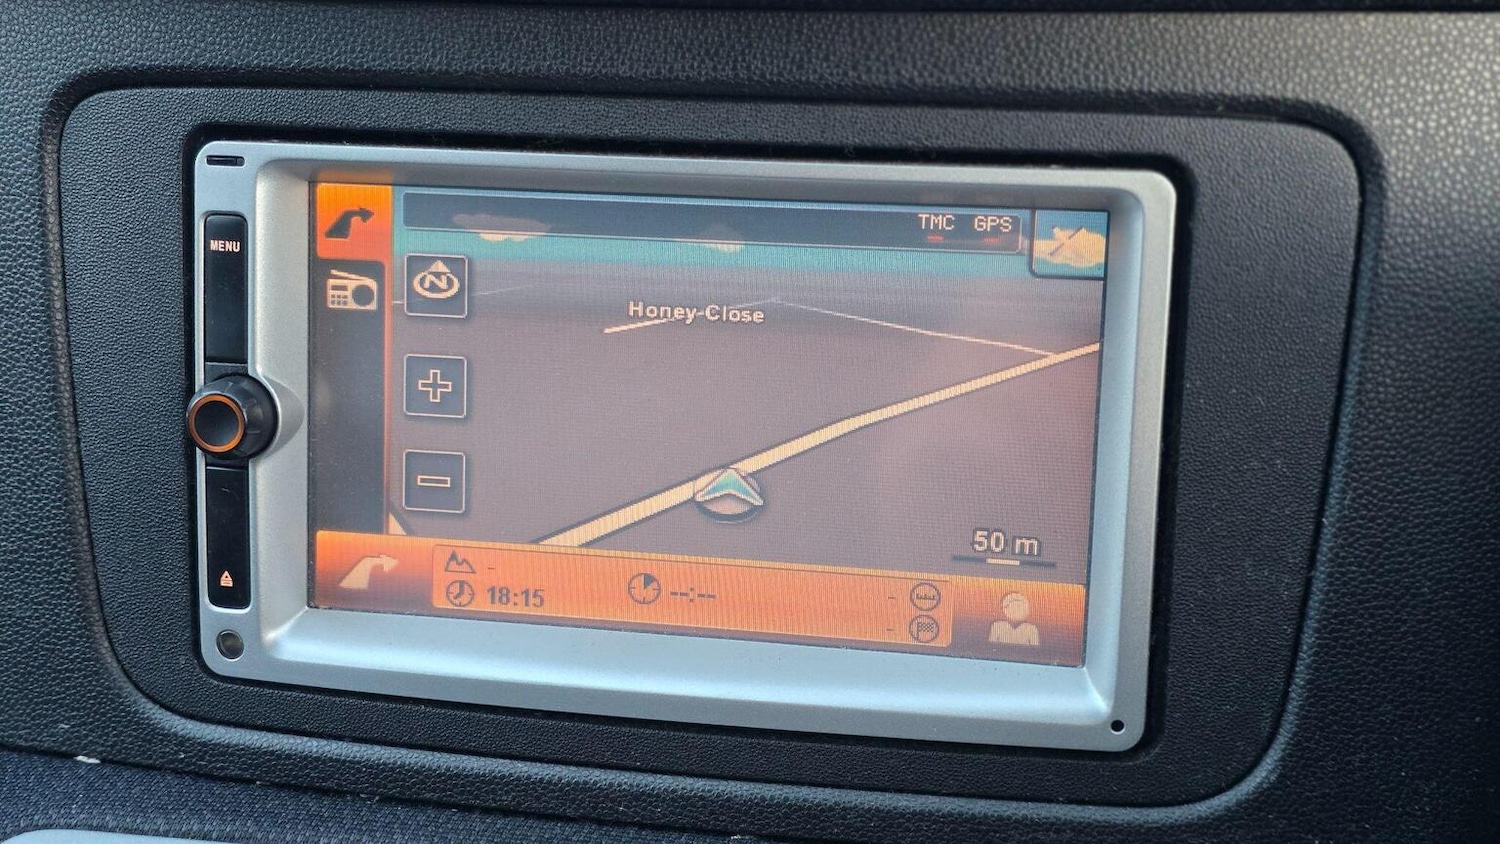 MENU
TMC GPS
N
Honey-Close
50 m
18:15
--:--